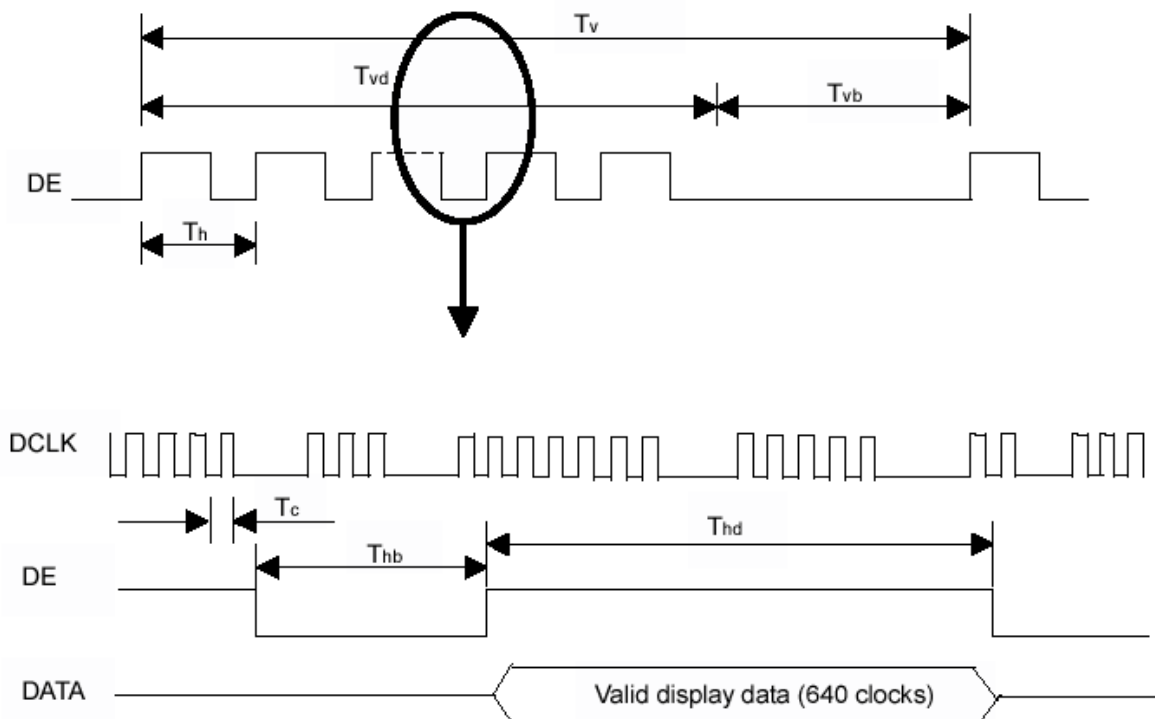 Tv
Tvd
Tvb
DE
Th
DCLK
Tc
Thd
Thb
DE
DATA
Valid display data (640 clocks)